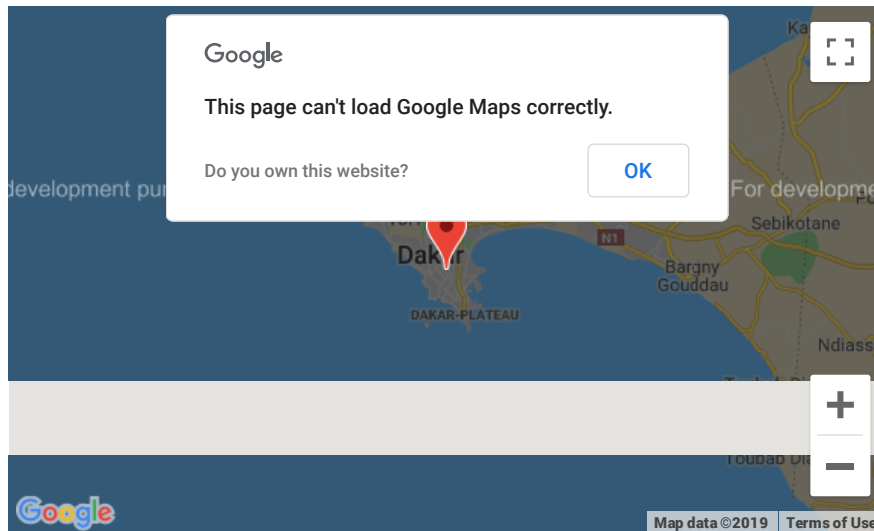 Ka
Google
This page can't load Google Maps correctly.
Do you own this website?
OK
development pur
For developme
Sebikotane
N1
Dakar
Bargny
Gouddau
DAKAR-PLATEAU
Ndiass
Toubab Dia
Google
Map data ©2019
Terms of Use